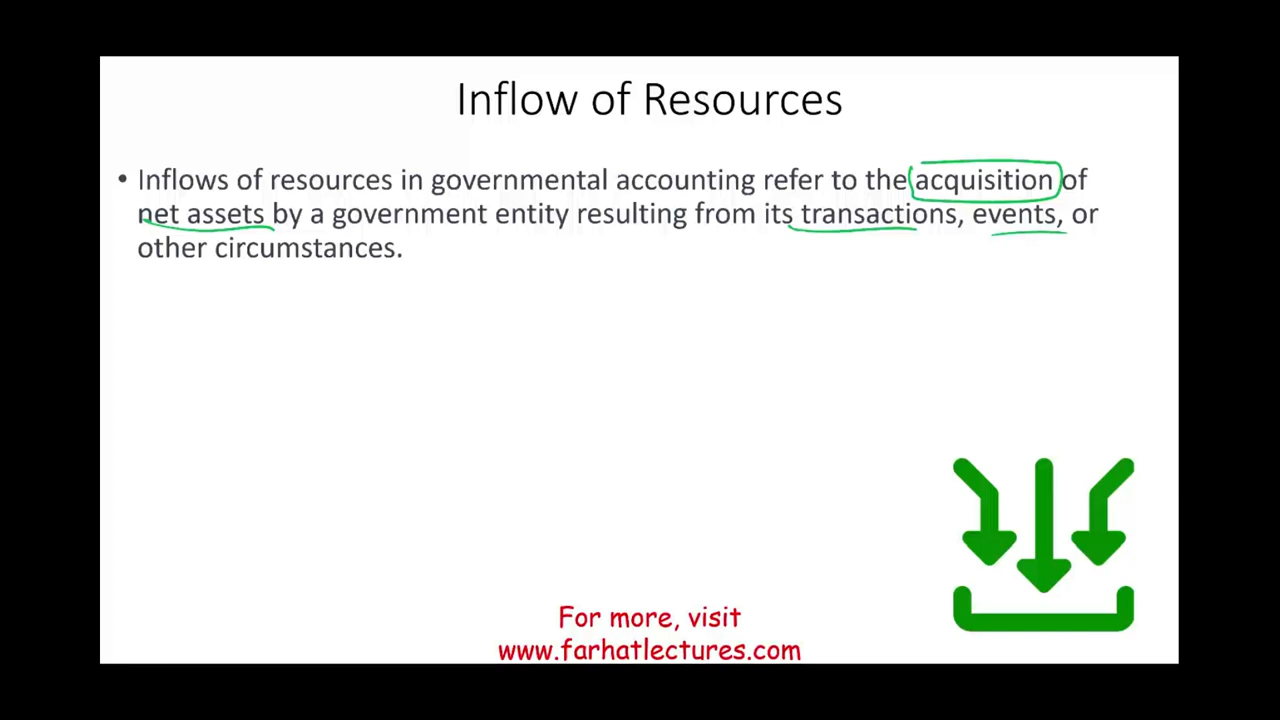 Inflow of Resources
• Inflows of resources in governmental accounting refer to the acquisition of
net assets by a government entity resulting from its transactions, events, or
other circumstances.
For more, visit
www.farhatlectures.com